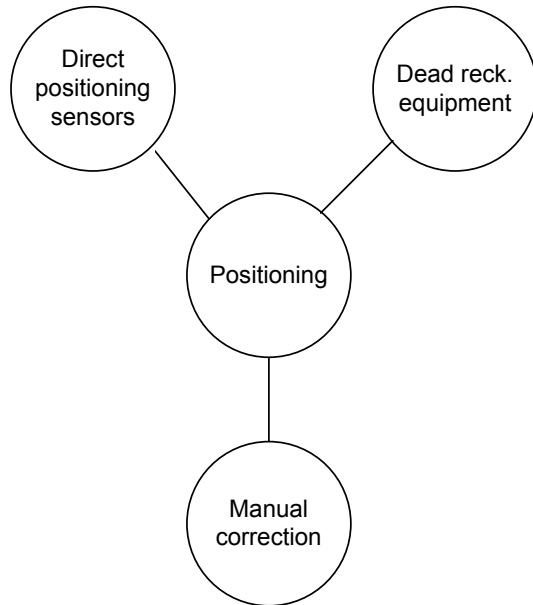 Direct
positioning
sensors
Dead reck.
equipment
Positioning
Manual
correction